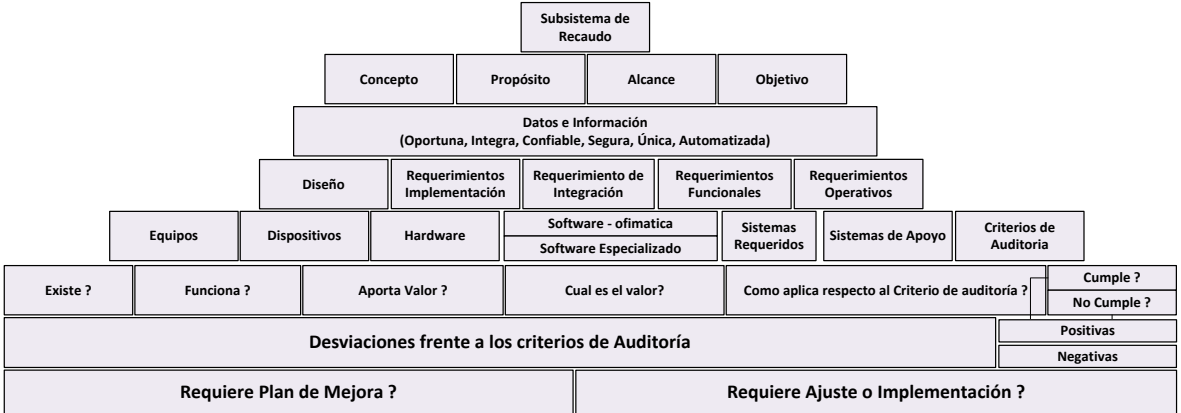 Subsistema de
Recaudo
Concepto
Propósito
Alcance
Objetivo
Datos e Información
(Oportuna, Integra, Confiable, Segura, Única, Automatizada)
Diseño
Requerimientos
Implementación
Requerimiento de
Integración
Requerimientos
Funcionales
Requerimientos
Operativos
Equipos
Dispositivos
Hardware
Software - ofimatica
Software Especializado
Sistemas
Requeridos
Sistemas de Apoyo
Criterios de
Auditoria
Existe ?
Funciona ?
Aporta Valor ?
Cual es el valor?
Como aplica respecto al Criterio de auditoría ?
Cumple ?
No Cumple ?
Desviaciones frente a los criterios de Auditoría
Positivas
Negativas
Requiere Plan de Mejora ?
Requiere Ajuste o Implementación ?